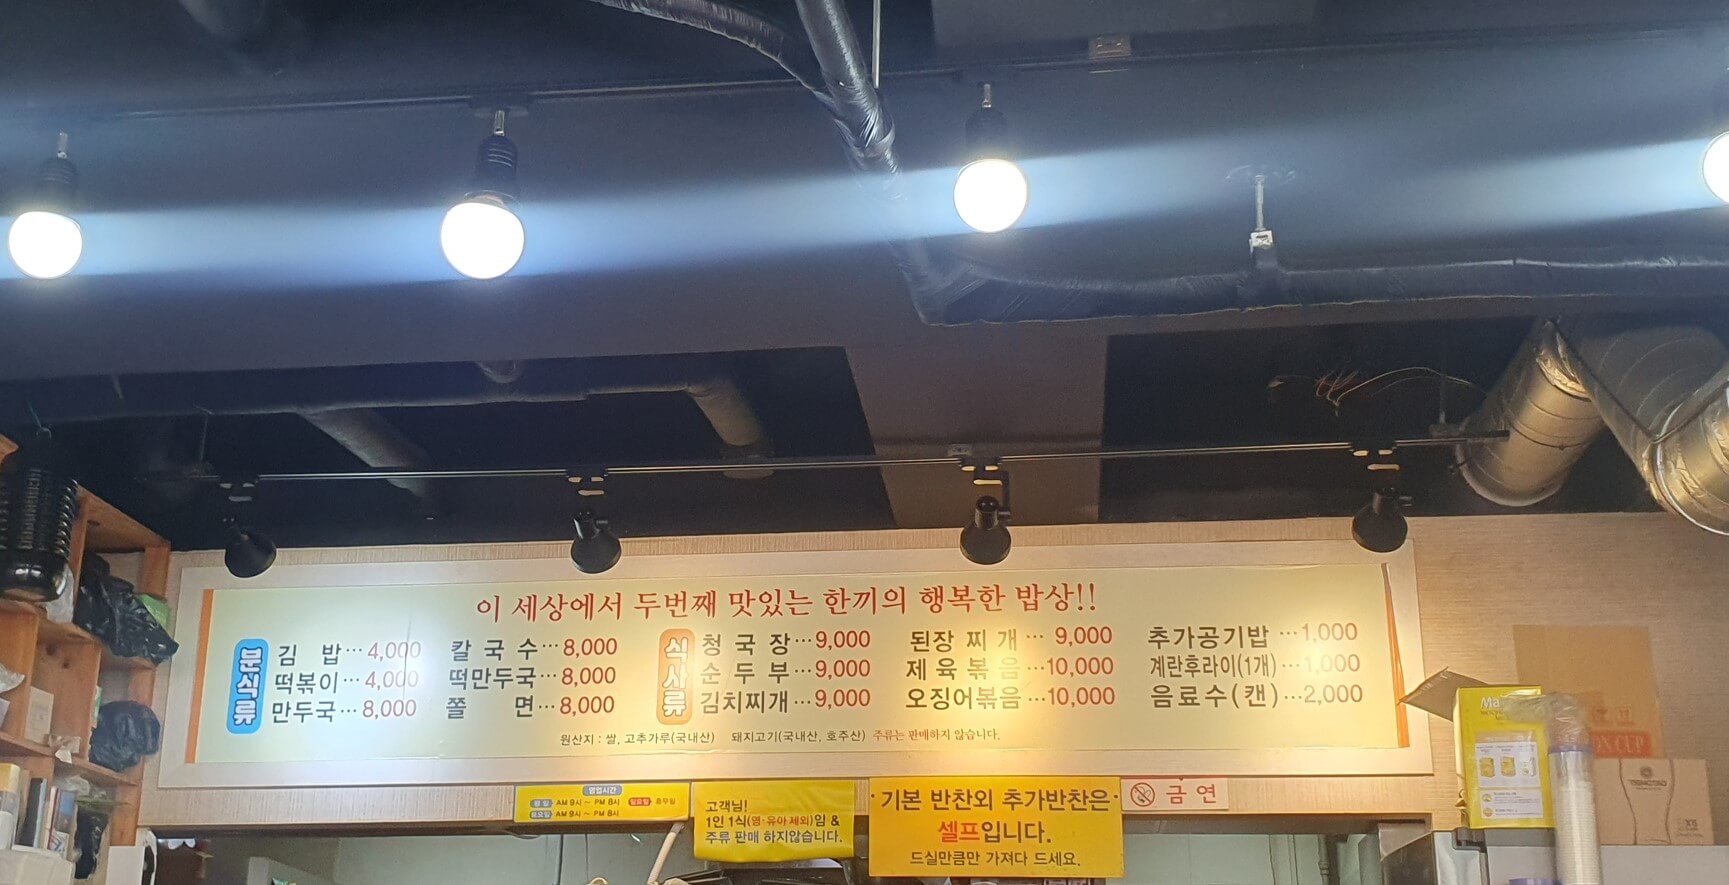 이 세상에서 두번째 맛있는 한끼의 행복한 밥상!!
분식류
김 밥 ··· 4,000 칼 국 수 ··· 8,000
떡볶이 ··· 4,000 떡만두국 ··· 8,000
만두국 ··· 8,000 쫄 면 ··· 8,000
식사류
청 국 장 ··· 9,000 된장찌개 ··· 9,000 추가공기밥 ··· 1,000
순 두 부 ··· 9,000 제육볶음 ··· 10,000 계란후라이(1개) ··· 1,000
김치찌개 ··· 9,000 오징어볶음 ··· 10,000 음료수(캔) ··· 2,000
원산지 : 쌀, 고추가루(국내산) 돼지고기(국내산, 호주산) 주류는 판매하지 않습니다.
영업시간
평일 AM 9시 ~ PM 8시 일요일 휴무일
토요일 AM 9시 ~ PM 8시
고객님!
1인 1식(영·유아 제외)임 &
주류 판매 하지않습니다.
·기본 반찬외 추가반찬은·
셀프입니다.
드실만큼만 가져다 드세요.
금 연